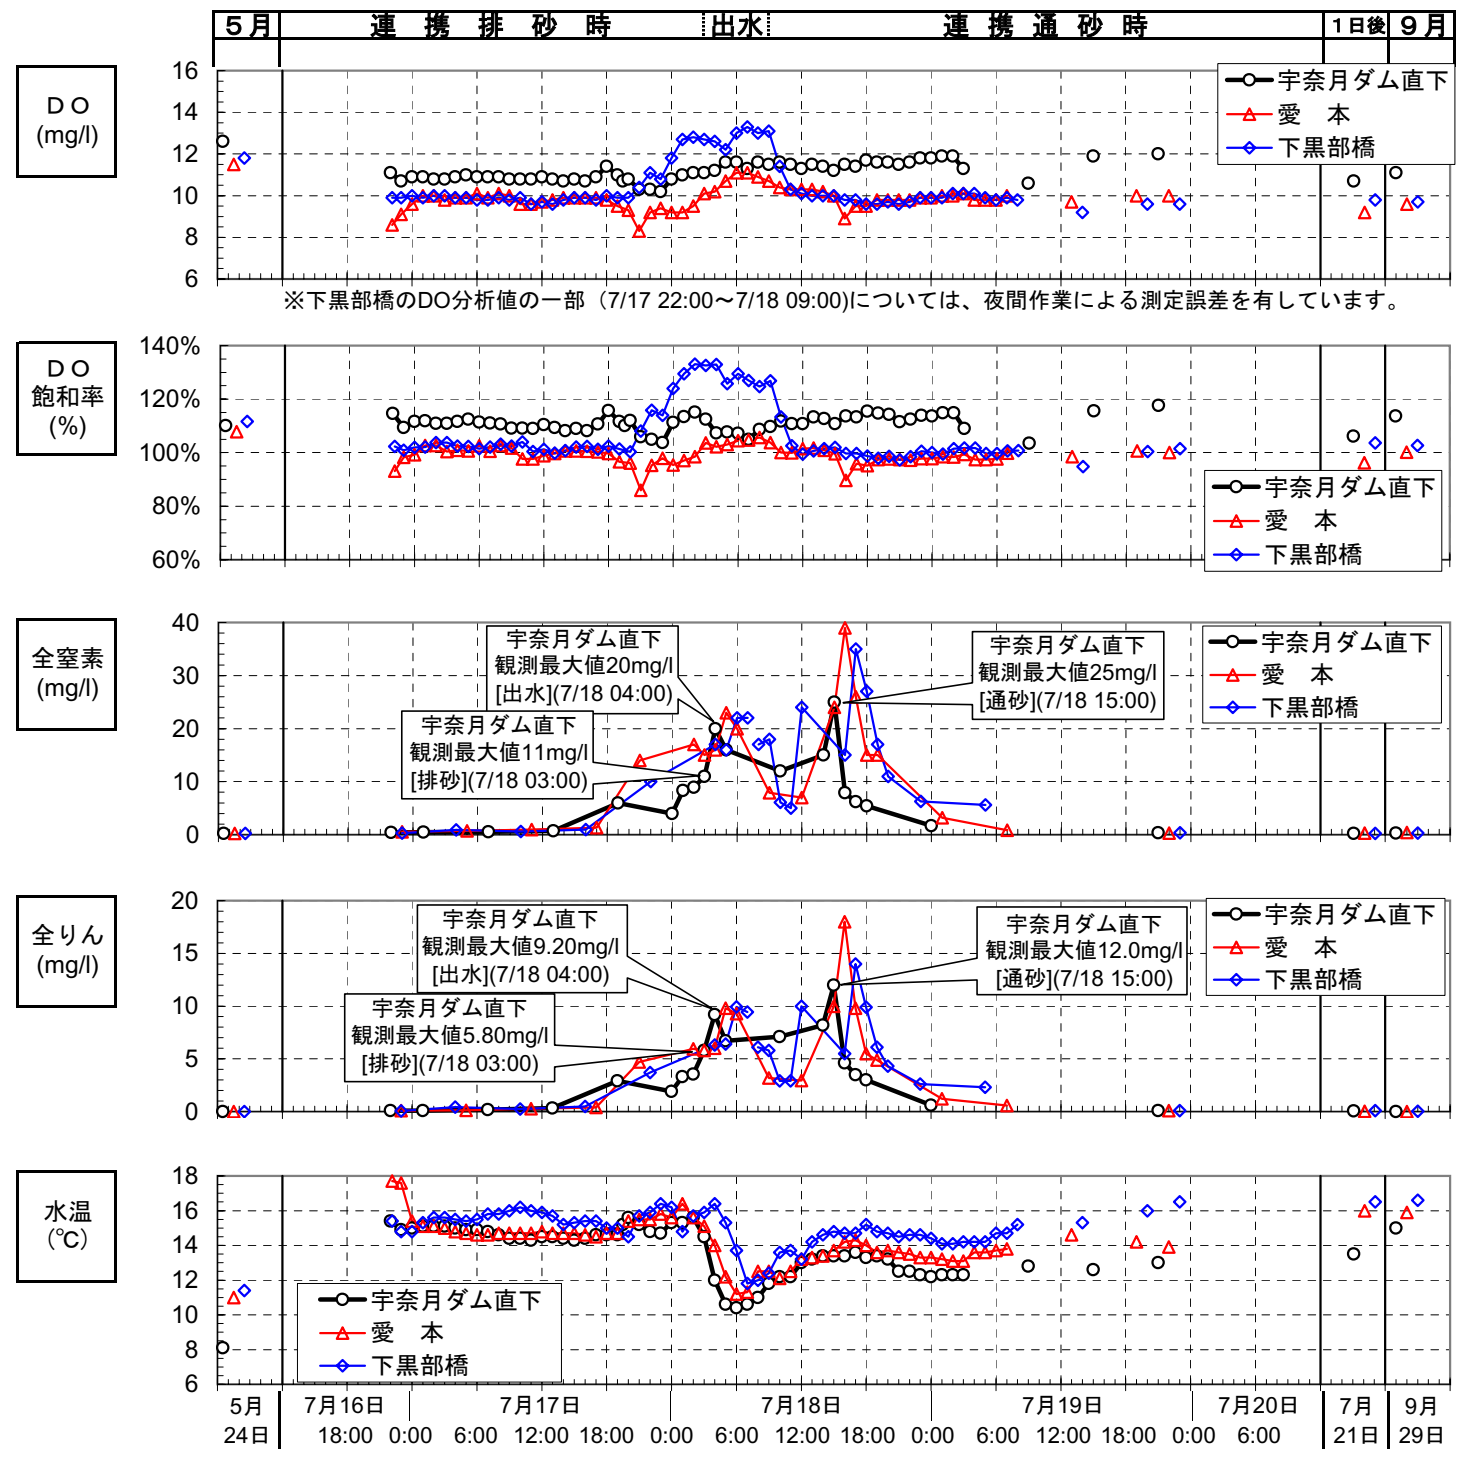 ５月 連携排砂時 出水 連携通砂時 １日後 ９月
ＤＯ
(mg/l)
16
14
12
10
8
6
宇奈月ダム直下
愛　本
下黒部橋
※下黒部橋のDO分析値の一部（7/17 22:00～7/18 09:00)については、夜間作業による測定誤差を有しています。
ＤＯ
飽和率
(%)
140%
120%
100%
80%
60%
宇奈月ダム直下
愛　本
下黒部橋
全窒素
(mg/l)
40
30
20
10
0
宇奈月ダム直下
観測最大値20mg/l
[出水](7/18 04:00)
宇奈月ダム直下
観測最大値11mg/l
[排砂](7/18 03:00)
宇奈月ダム直下
観測最大値25mg/l
[通砂](7/18 15:00)
宇奈月ダム直下
愛　本
下黒部橋
全りん
(mg/l)
20
15
10
5
0
宇奈月ダム直下
観測最大値9.20mg/l
[出水](7/18 04:00)
宇奈月ダム直下
観測最大値5.80mg/l
[排砂](7/18 03:00)
宇奈月ダム直下
観測最大値12.0mg/l
[通砂](7/18 15:00)
宇奈月ダム直下
愛　本
下黒部橋
水温
(℃)
18
16
14
12
10
8
6
宇奈月ダム直下
愛　本
下黒部橋
5月 7月16日 7月17日 7月18日 7月19日 7月20日 7月 9月
24日 18:00 0:00 6:00 12:00 18:00 0:00 6:00 12:00 18:00 0:00 6:00 12:00 18:00 0:00 6:00 21日 29日